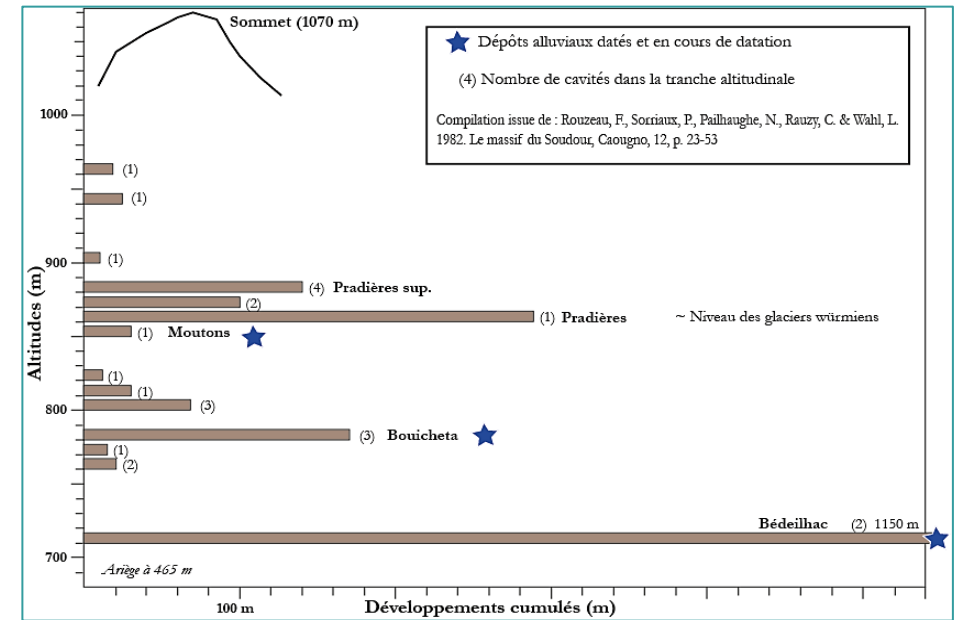 Sommet (1070 m)
Dépôts alluviaux datés et en cours de datation
(4) Nombre de cavités dans la tranche altitudinale
Compilation issue de : Rouzeau, F., Sorriaux, P., Pailhaughe, N., Rauzy, C. & Wahl, L.
1982. Le massif du Soudour, Caougno, 12, p. 23-53
Altitudes (m)
1000
(1)
(1)
900
(1)
(4) Pradières sup.
(2)
(1) Pradières ~ Niveau des glaciers würmiens
(1) Moutons
(1)
(1)
800
(3)
(3) Bouicheta
(1)
(2)
Bédeilhac (2) 1150 m
700
Ariège à 465 m
100 m
Développements cumulés (m)